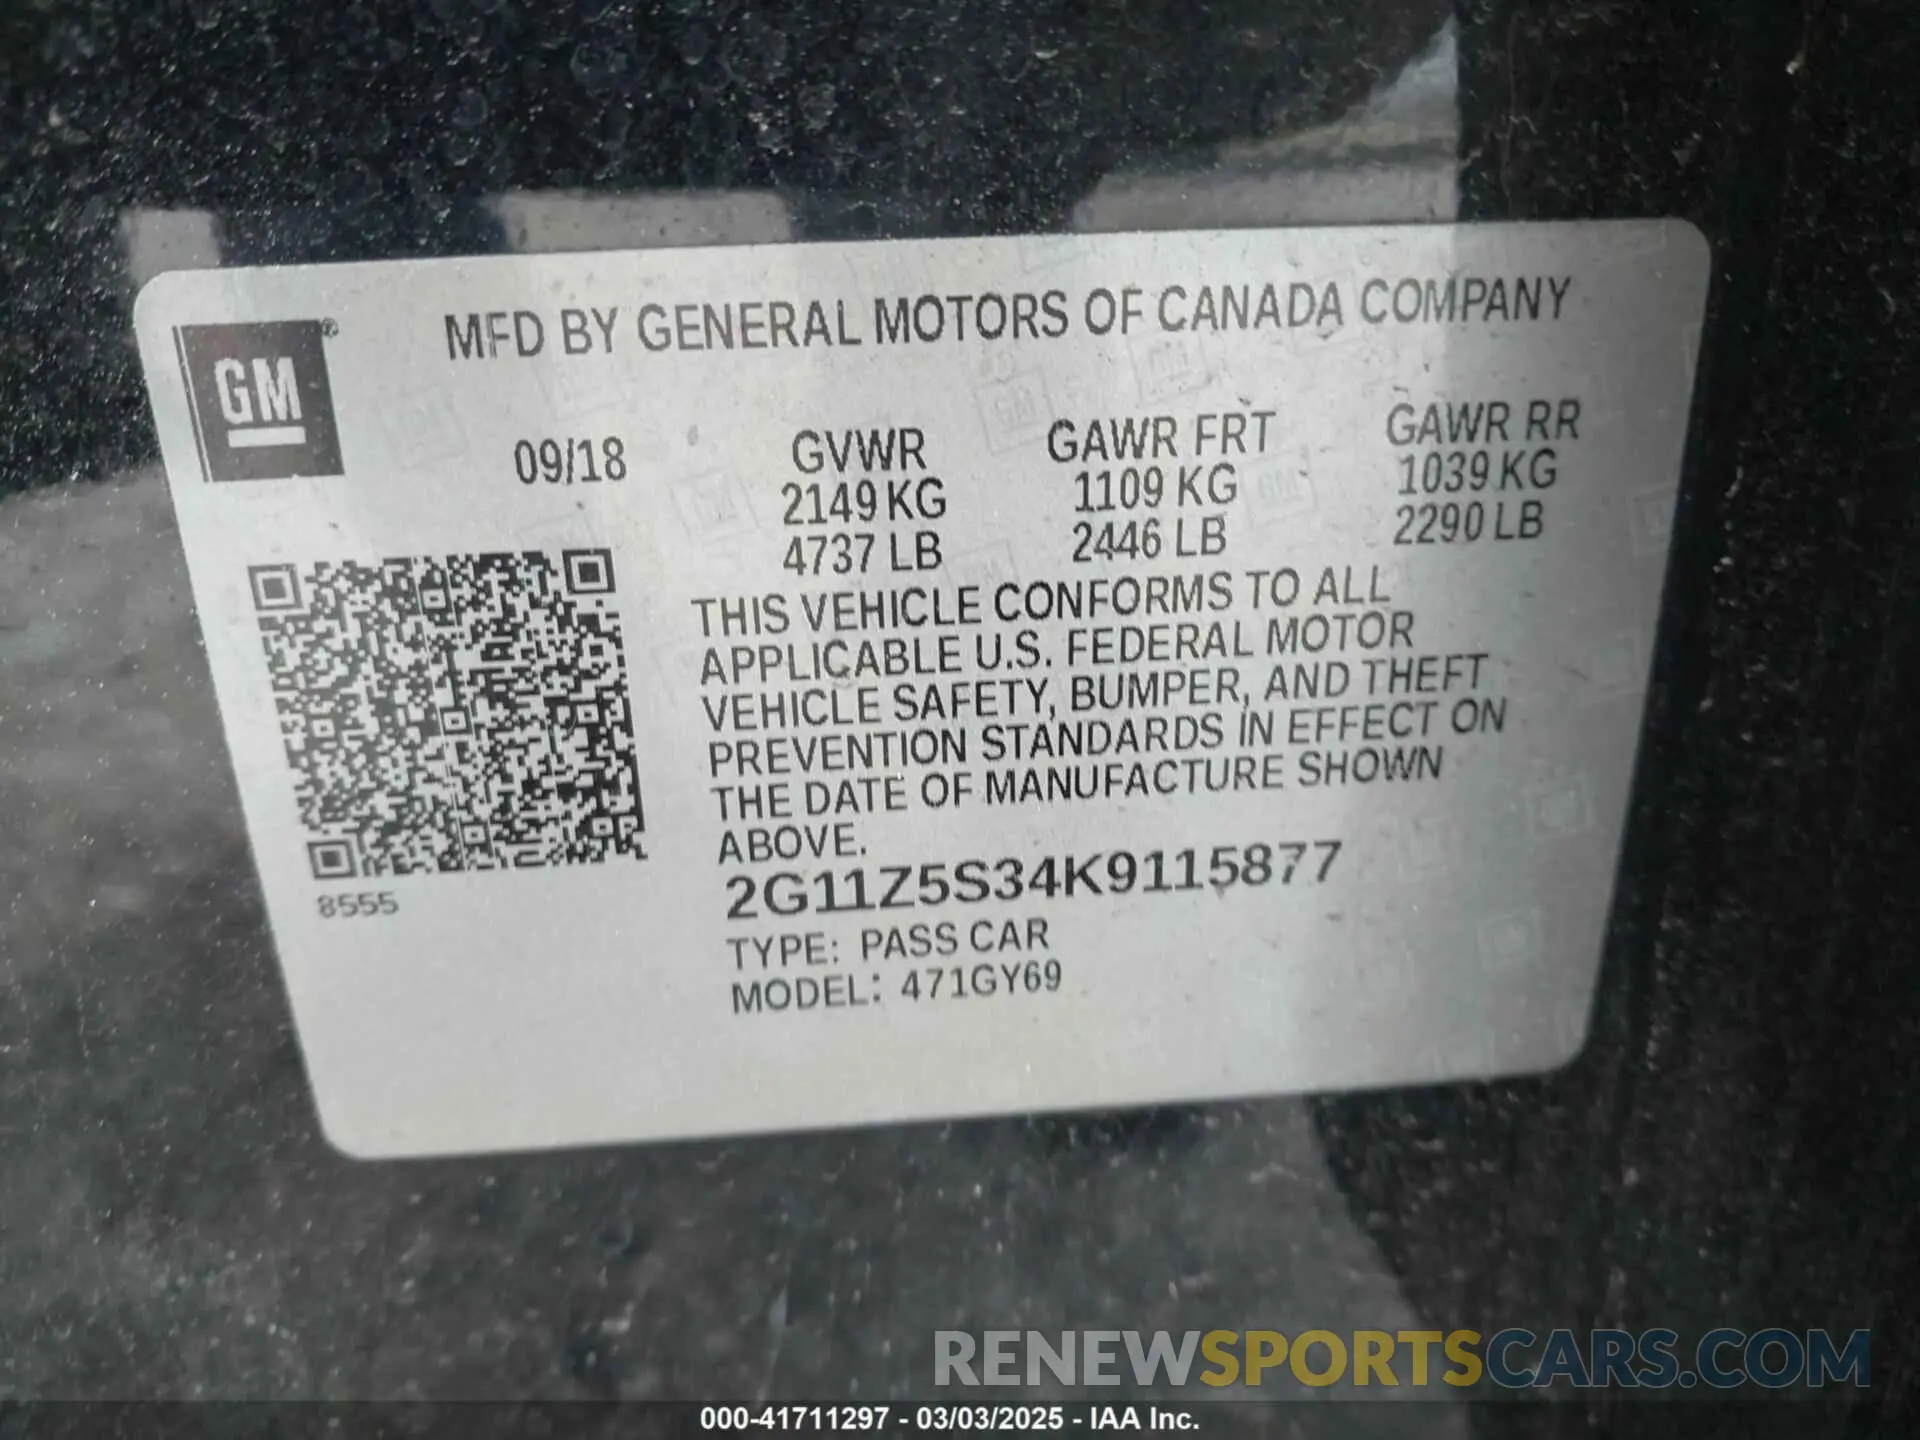 MFD BY GENERAL MOTORS OF CANADA COMPANY
GM
®
09/18
GVWR
2149 KG
4737 LB
GAWR FRT
1109 KG
2446 LB
GAWR RR
1039 KG
2290 LB
THIS VEHICLE CONFORMS TO ALL
APPLICABLE U.S. FEDERAL MOTOR
VEHICLE SAFETY, BUMPER, AND THEFT
PREVENTION STANDARDS IN EFFECT ON
THE DATE OF MANUFACTURE SHOWN
ABOVE.
8555
2G11Z5S34K9115877
TYPE: PASS CAR
MODEL: 471GY69
RENEWSPORTSCARS.COM
000-41711297 - 03/03/2025 - IAA Inc.